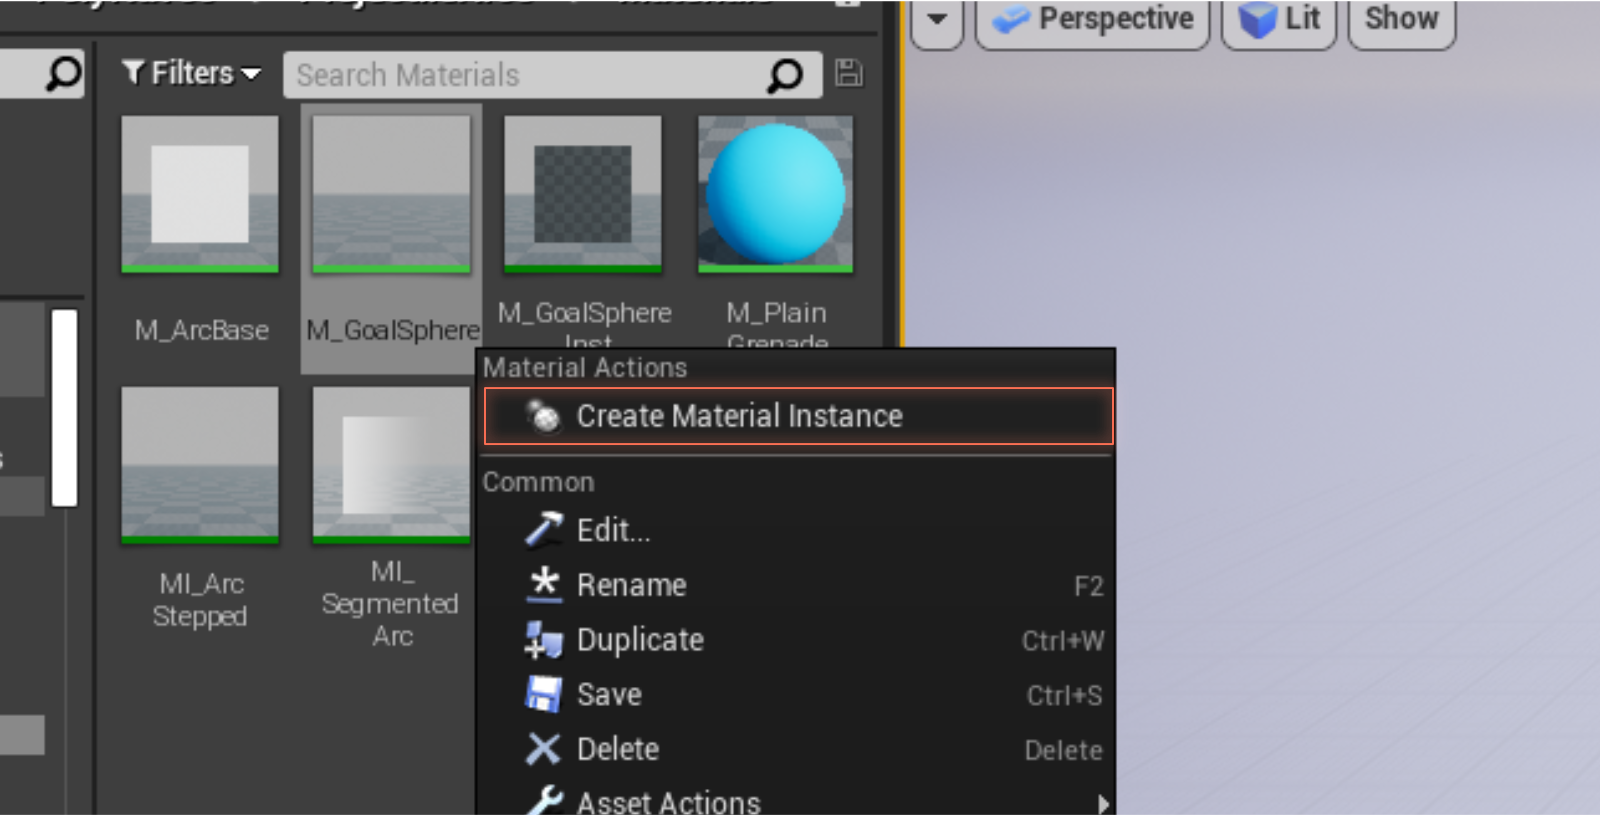 Perspective
Lit
Show
Filters
Search Materials
M_ArcBase
M_GoalSphere
M_GoalSphere
Inst
M_Plain
Grenade
Material Actions
Create Material Instance
MI_Arc
Stepped
MI_
Segmented
Arc
Common
Edit...
Rename F2
Duplicate Ctrl+W
Save Ctrl+S
Delete Delete
Asset Actions